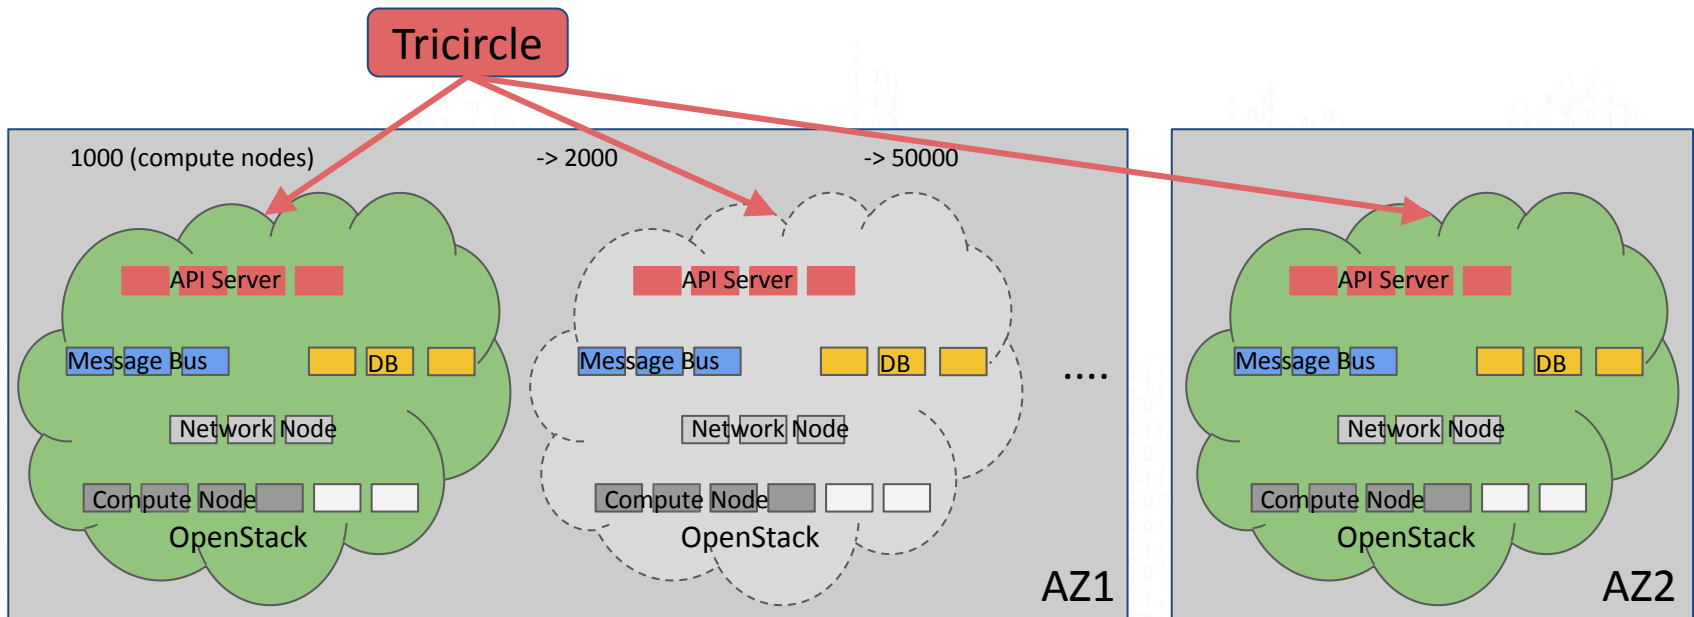 Tricircle
1000 (compute nodes)
-> 2000
-> 50000
API Server
API Server
API Server
Message Bus
DB
Message Bus
DB
....
Message Bus
DB
Network Node
Network Node
Network Node
Compute Node
Compute Node
Compute Node
OpenStack
OpenStack
OpenStack
AZ1
AZ2